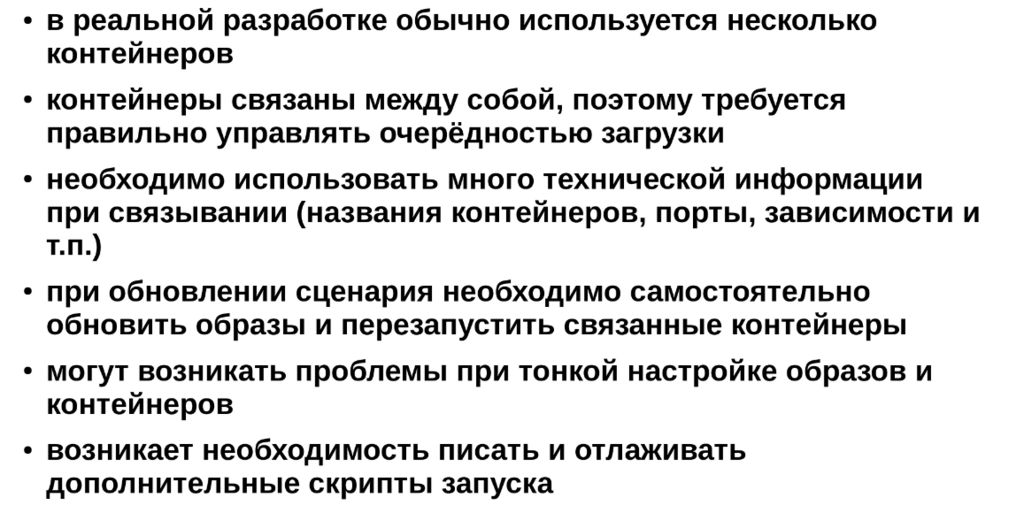 • в реальной разработке обычно используется несколько
контейнеров
• контейнеры связаны между собой, поэтому требуется
правильно управлять очерёдностью загрузки
• необходимо использовать много технической информации
при связывании (названия контейнеров, порты, зависимости и
т.п.)
• при обновлении сценария необходимо самостоятельно
обновить образы и перезапустить связанные контейнеры
• могут возникать проблемы при тонкой настройке образов и
контейнеров
• возникает необходимость писать и отлаживать
дополнительные скрипты запуска